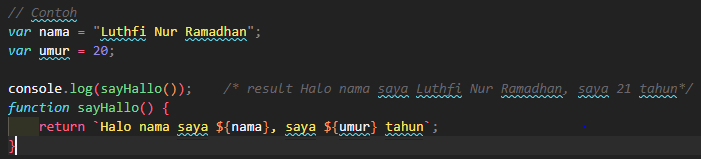 // Contoh
var nama = "Luthfi Nur Ramadhan";
var umur = 20;
console.log(sayHallo());    /* result Halo nama saya Luthfi Nur Ramadhan, saya 21 tahun*/
function sayHallo() {
    return `Halo nama saya ${nama}, saya ${umur} tahun`;
}